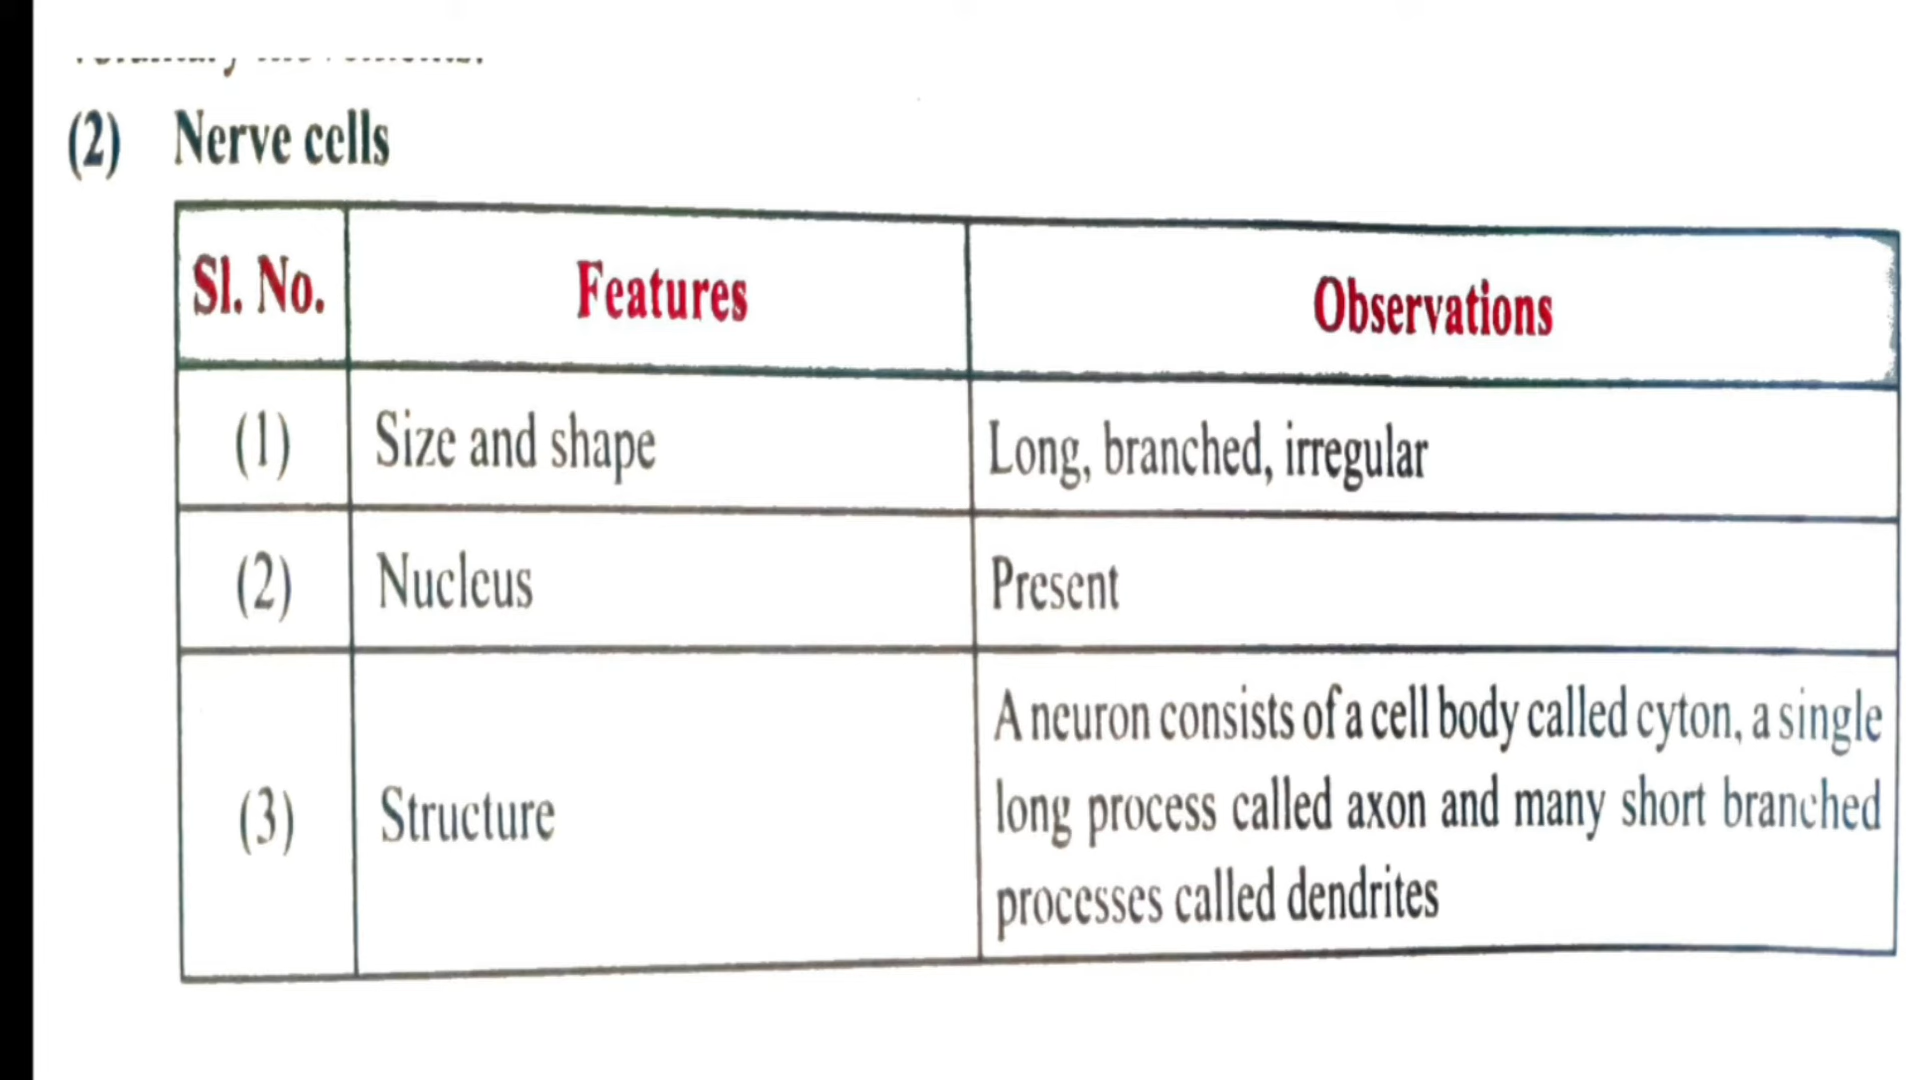 voluntary movements.
(2) Nerve cells
Sl. No. Features Observations
(1) Size and shape Long, branched, irregular
(2) Nucleus Present
(3) Structure A neuron consists of a cell body called cyton, a single
long process called axon and many short branched
processes called dendrites